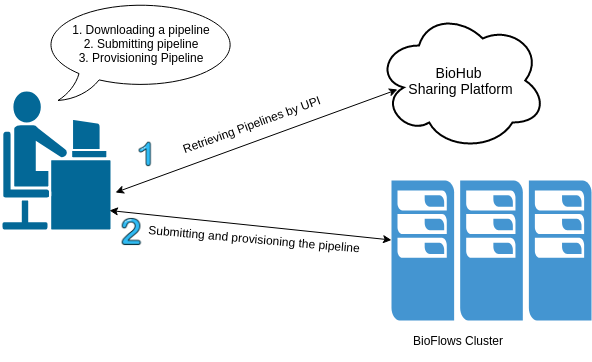 1. Downloading a pipeline
2. Submitting pipeline
3. Provisioning Pipeline
BioHub
Sharing Platform
1
Retrieving Pipelines by UPI
2
Submitting and provisioning the pipeline
BioFlows Cluster